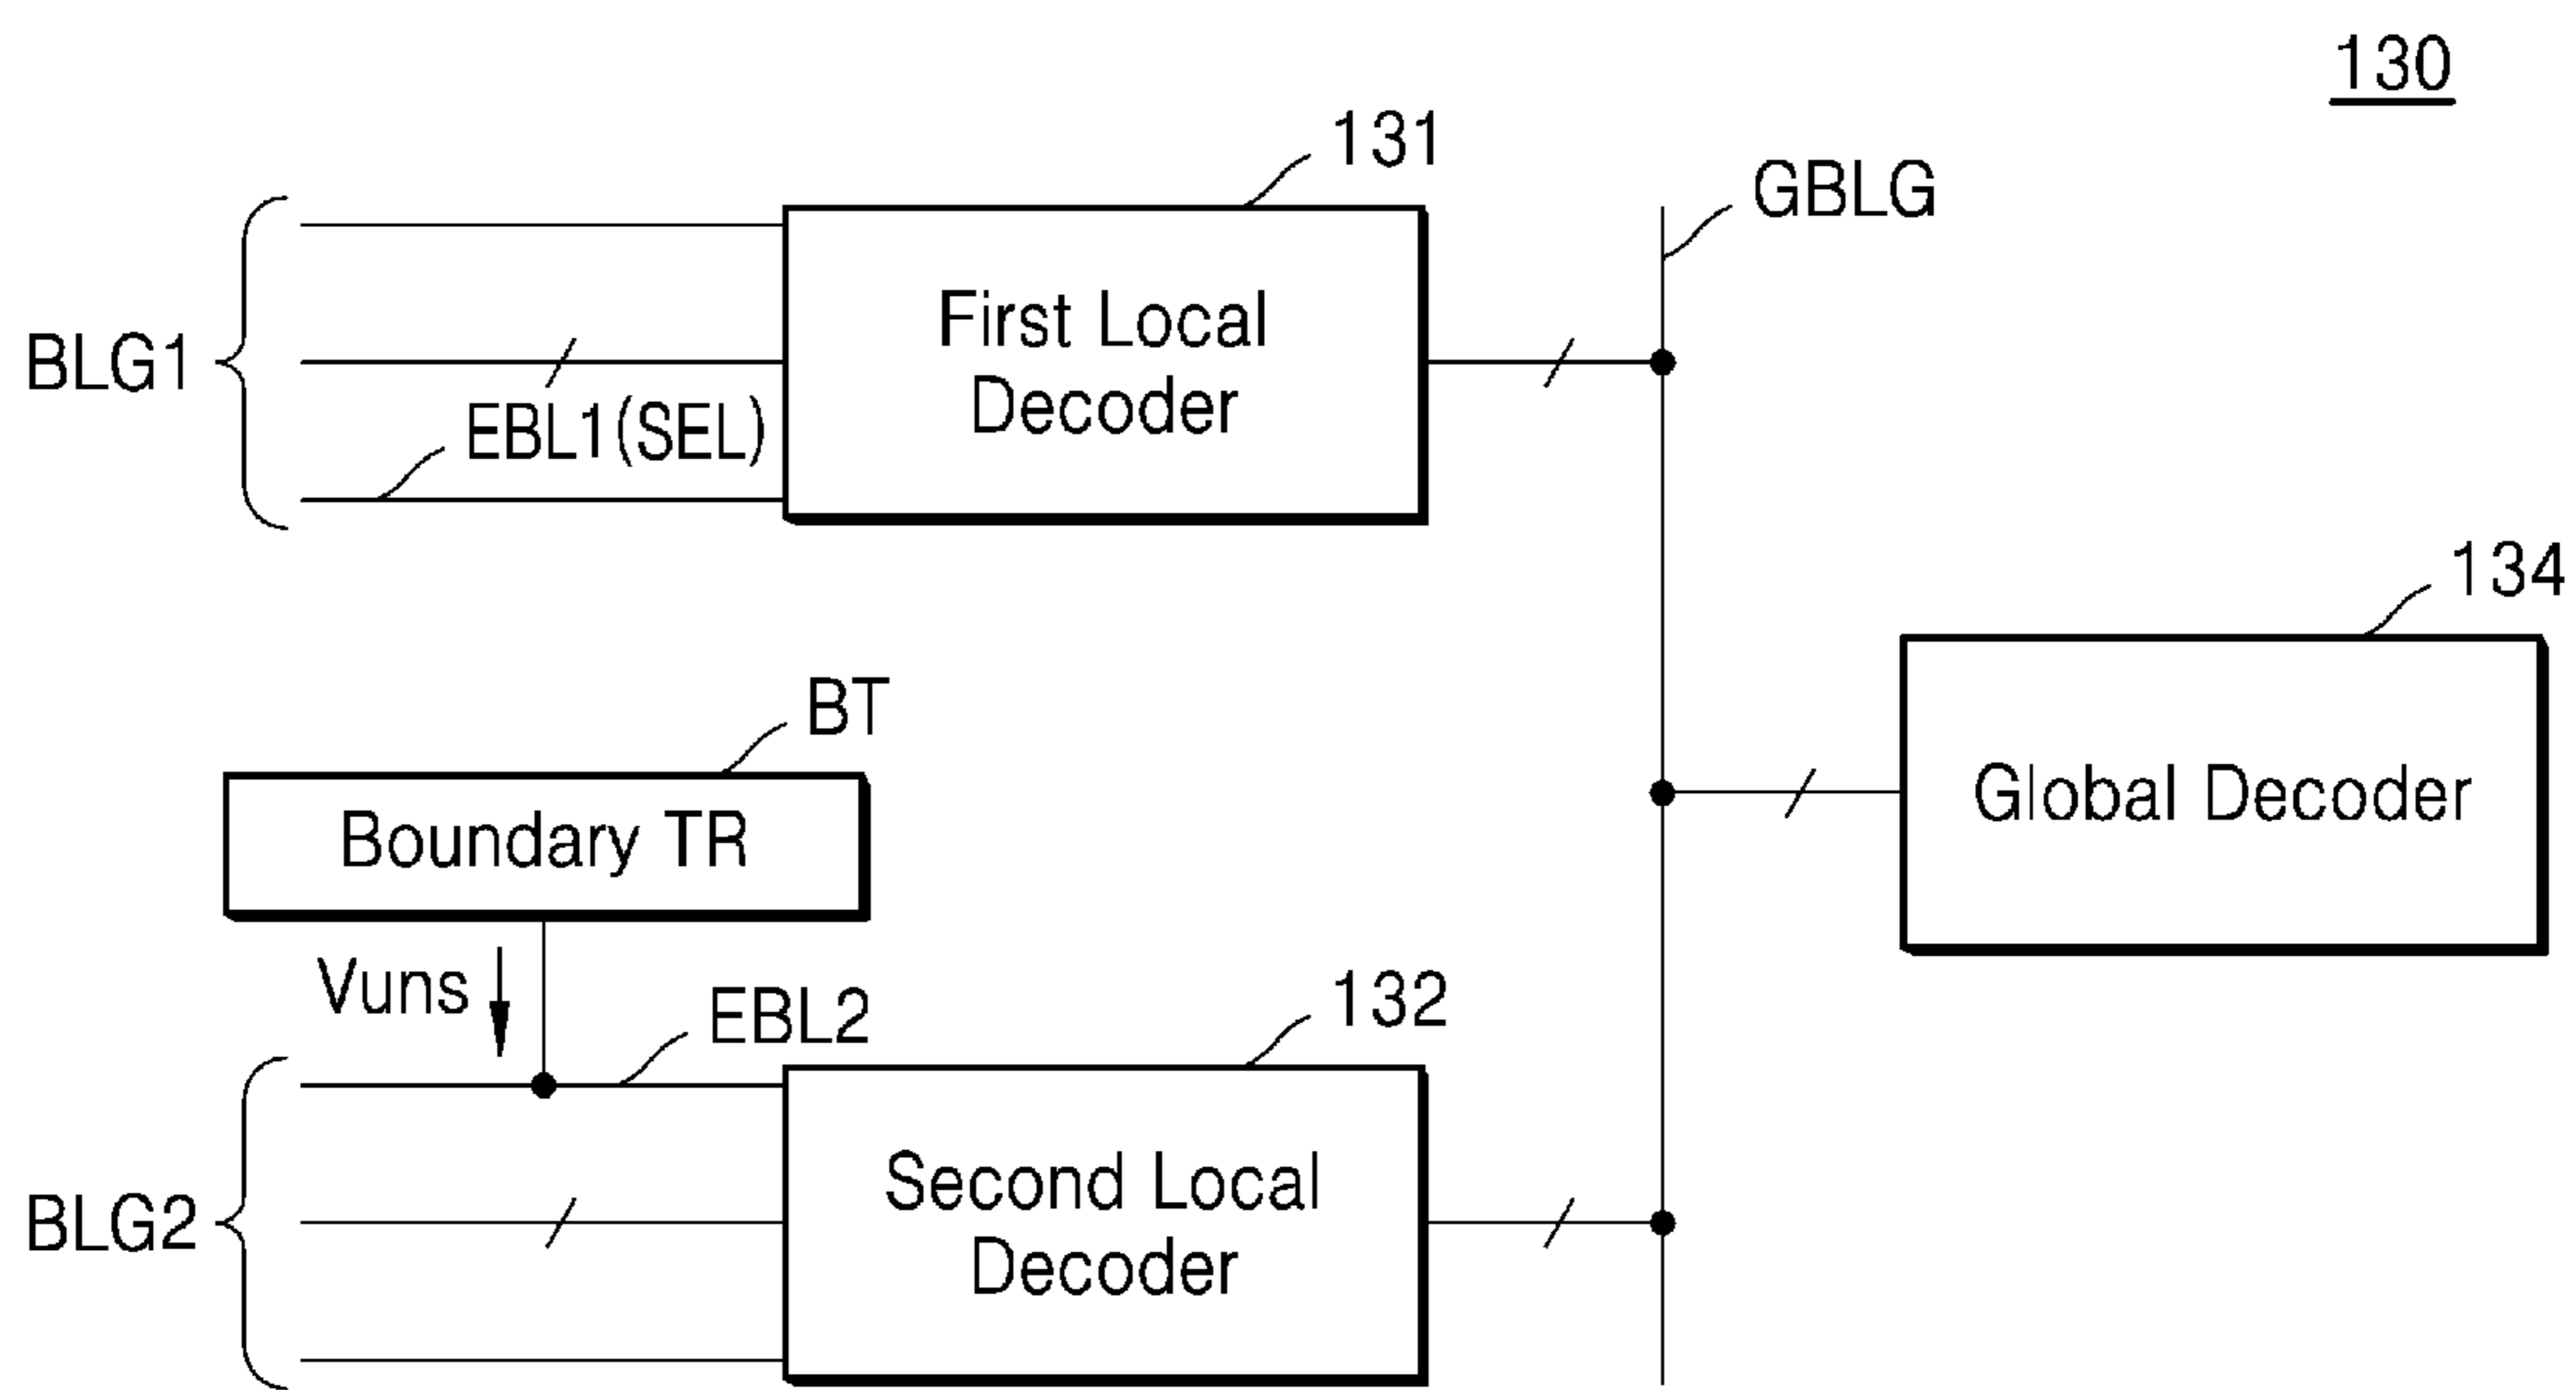 130
131
GBLG
First Local
Decoder
BLG1
EBL1(SEL)
134
BT
Boundary TR
Global Decoder
Vuns
EBL2
132
Second Local
Decoder
BLG2